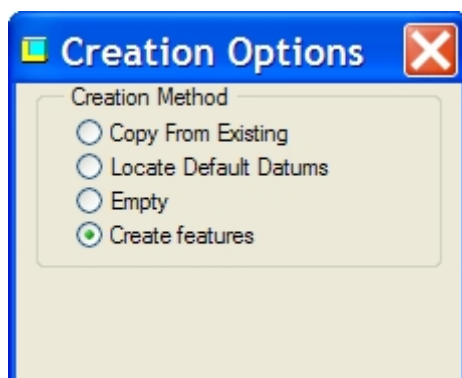 Creation Options
Creation Method
Copy From Existing
Locate Default Datums
Empty
Create features